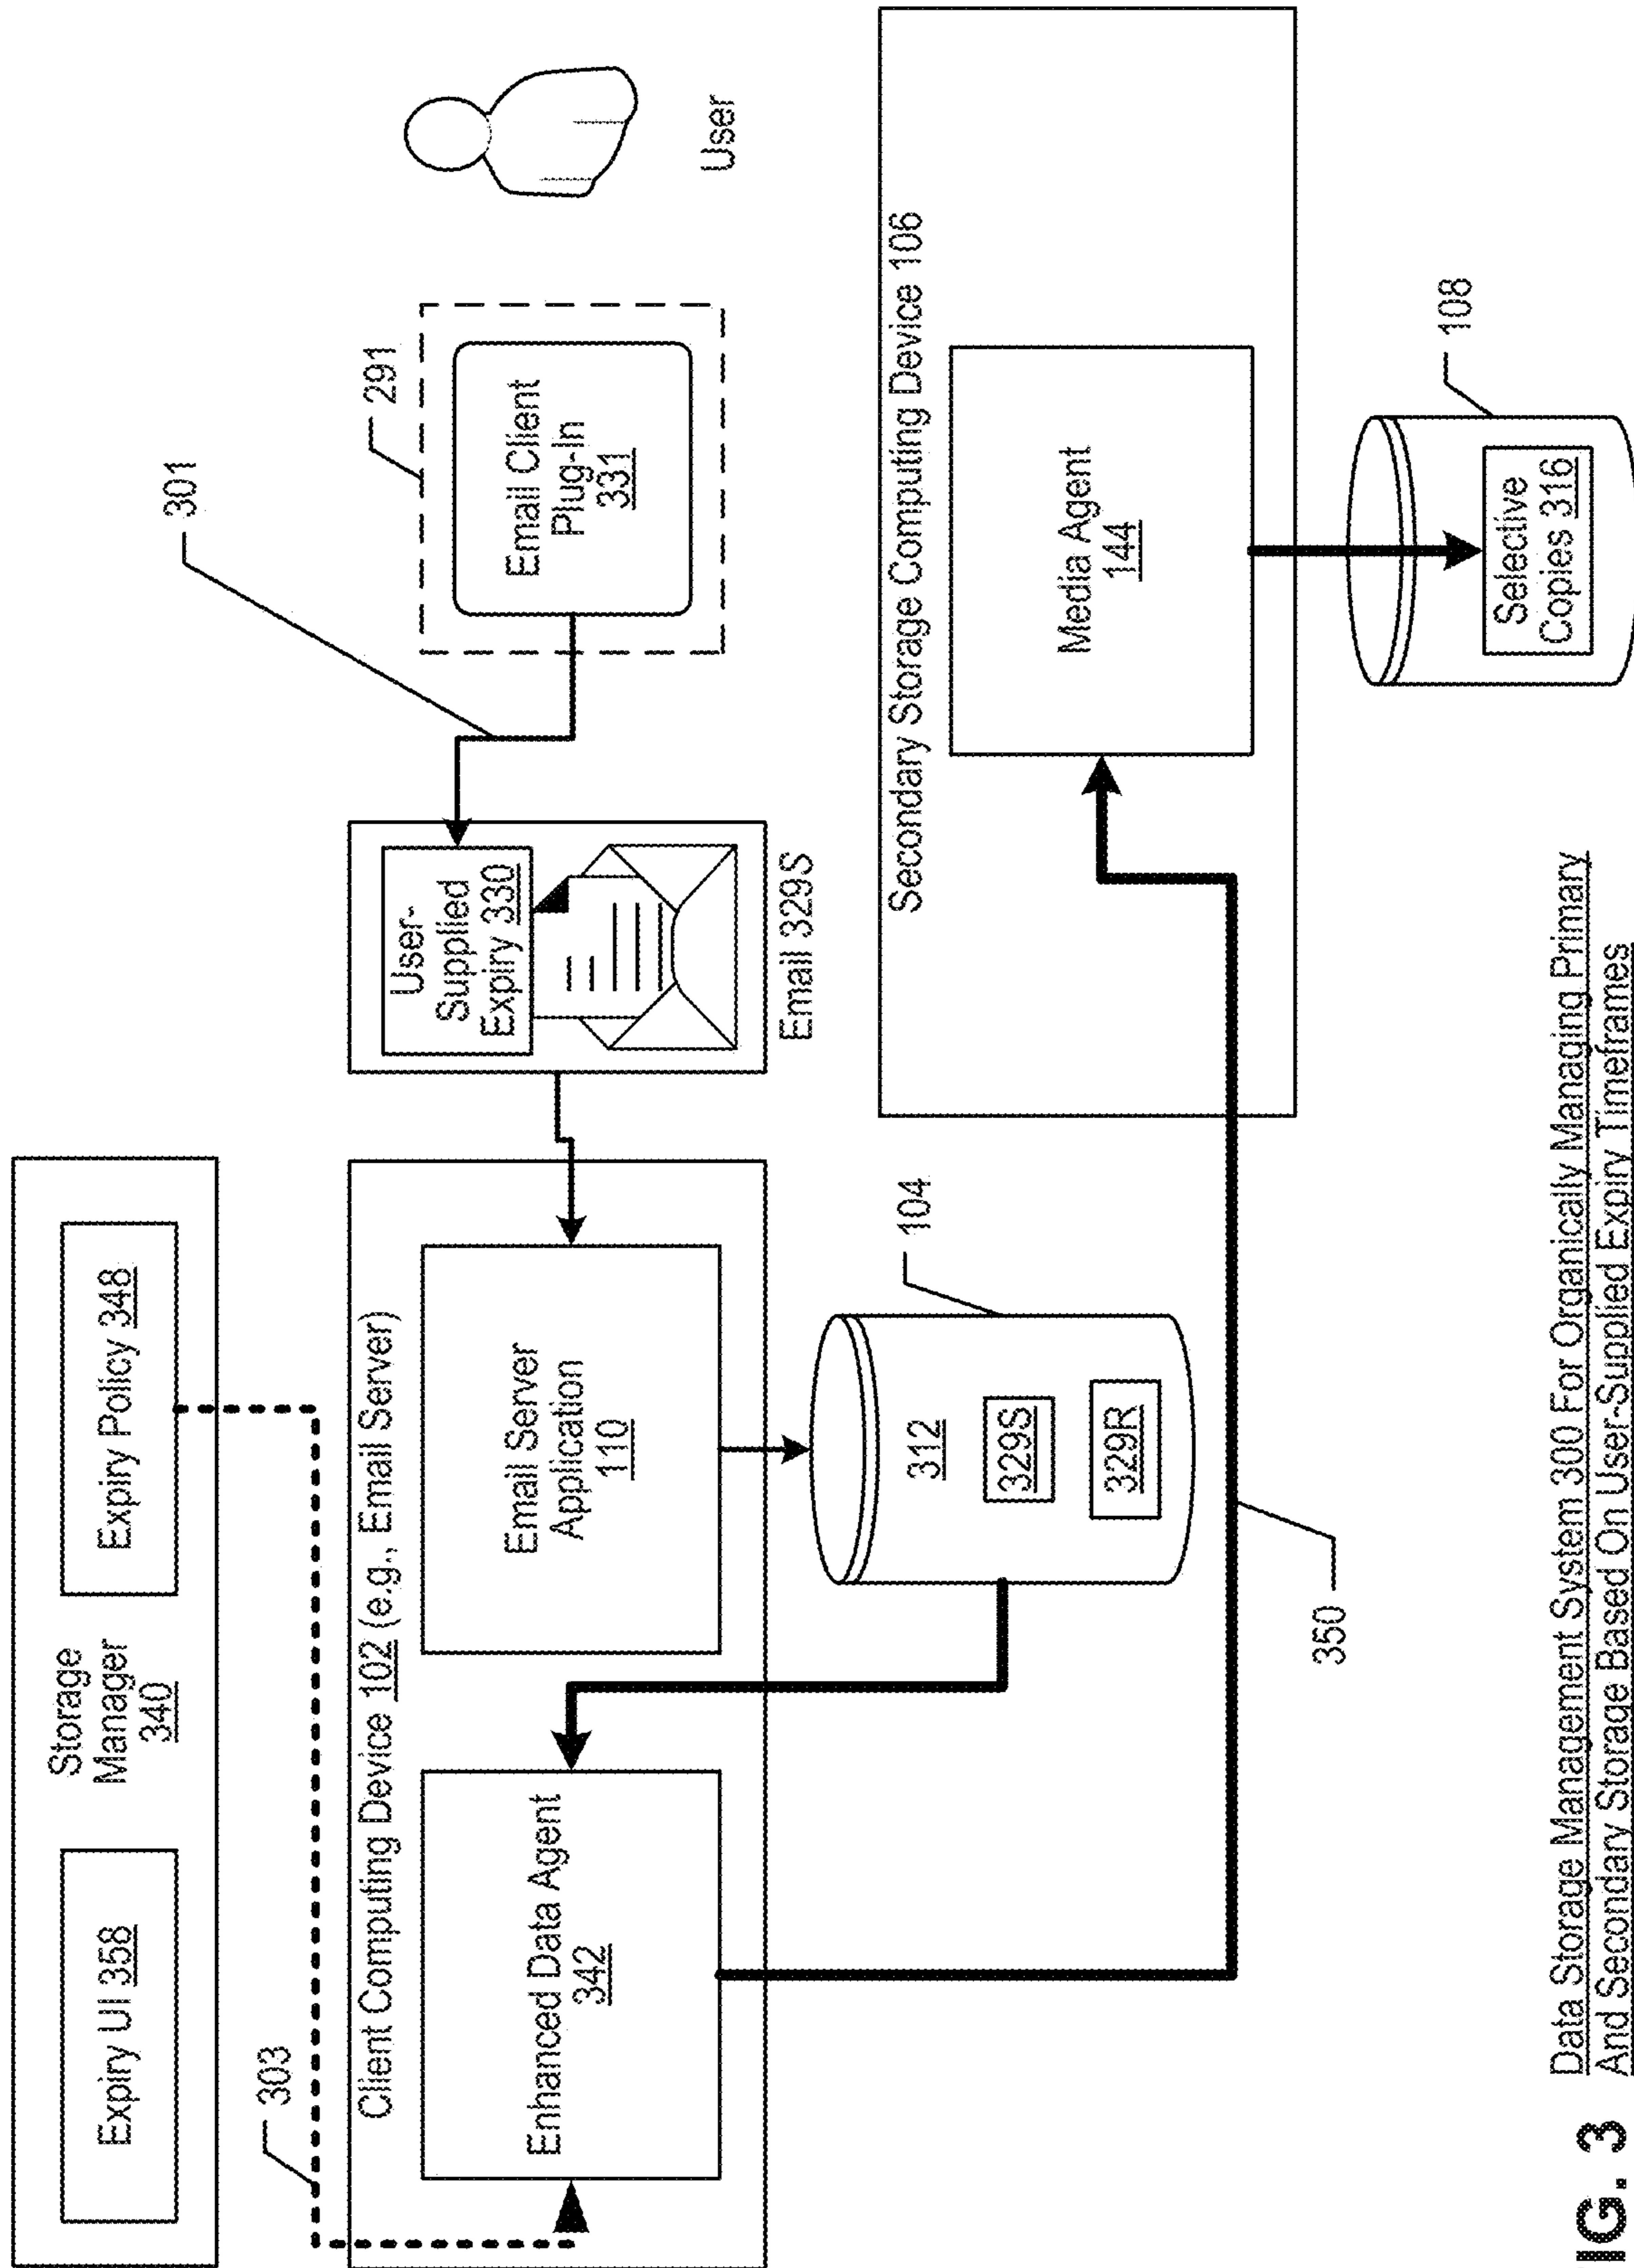 Expiry UI 358
Storage
Manager
340
Expiry Policy 348
303
Client Computing Device 102 (e.g., Email Server)
Enhanced Data Agent
342
Email Server
Application
110
User-
Supplied
Expiry 330
Email 329S
301
291
Email Client
Plug-In
331
User
104
312
329S
329R
350
Secondary Storage Computing Device 106
Media Agent
144
108
Selective
Copies 316
IG. 3
Data Storage Management System 300 For Organically Managing Primary
And Secondary Storage Based On User-Supplied Expiry Timeframes